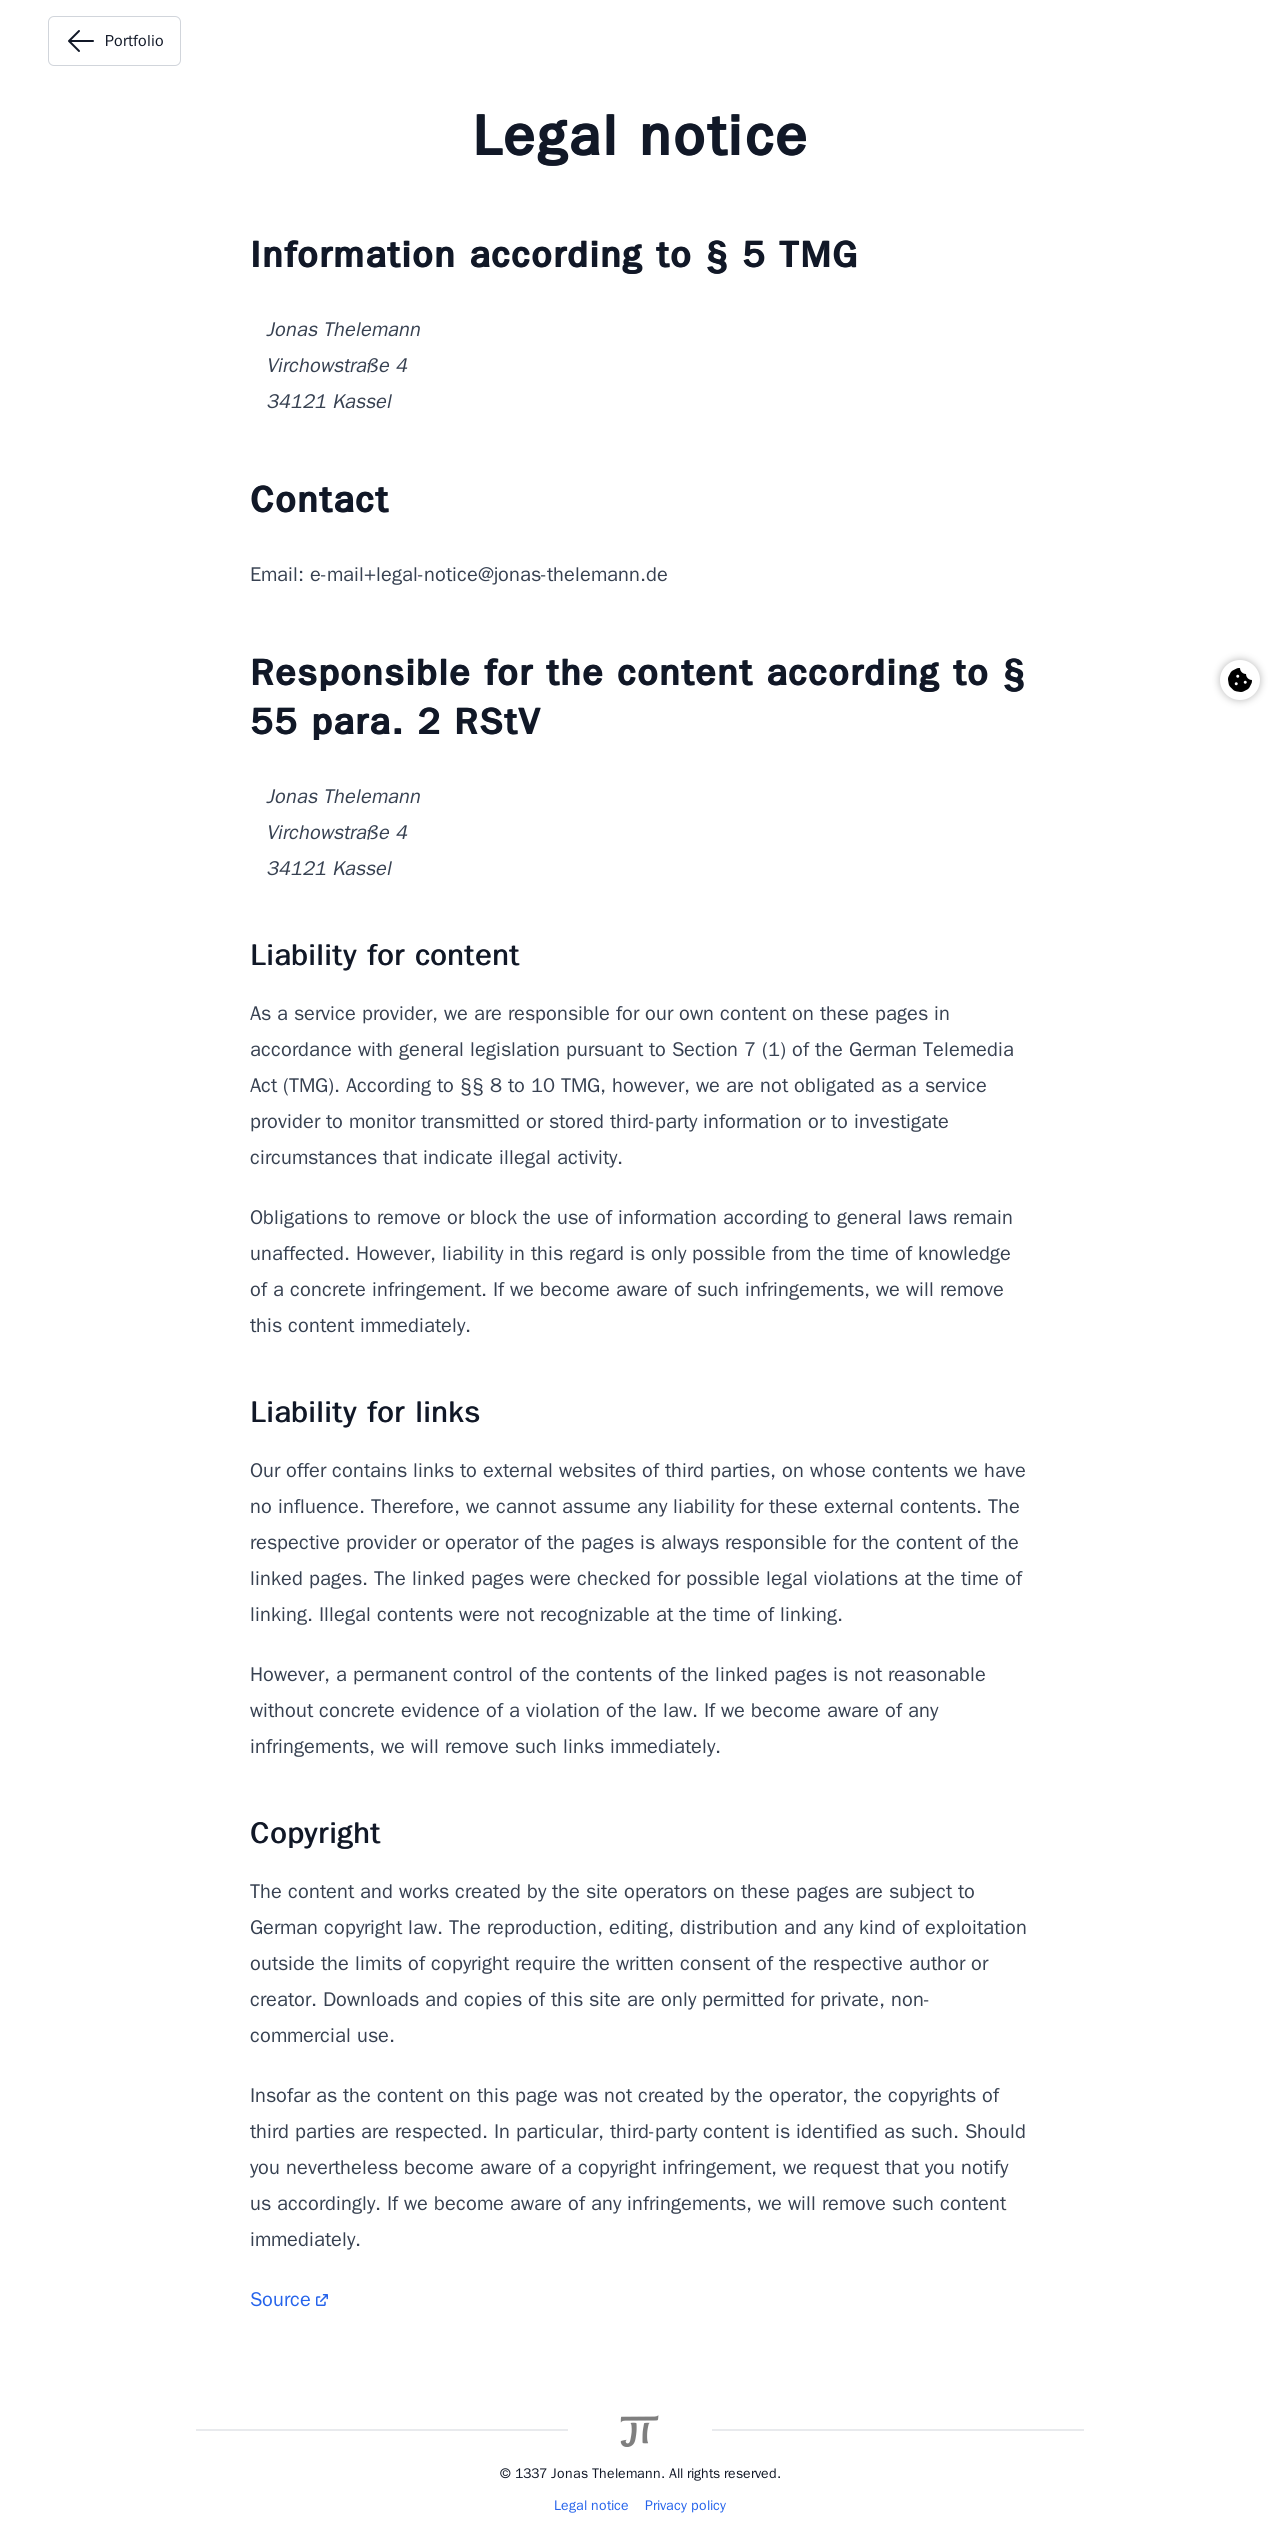 Portfolio
Legal notice
Information according to § 5 TMG
Jonas Thelemann
Virchowstraße 4
34121 Kassel
Contact
Email: e-mail+legal-notice@jonas-thelemann.de
Responsible for the content according to §
55 para. 2 RStV
Jonas Thelemann
Virchowstraße 4
34121 Kassel
Liability for content
As a service provider, we are responsible for our own content on these pages in
accordance with general legislation pursuant to Section 7 (1) of the German Telemedia
Act (TMG). According to §§ 8 to 10 TMG, however, we are not obligated as a service
provider to monitor transmitted or stored third-party information or to investigate
circumstances that indicate illegal activity.
Obligations to remove or block the use of information according to general laws remain
unaffected. However, liability in this regard is only possible from the time of knowledge
of a concrete infringement. If we become aware of such infringements, we will remove
this content immediately.
Liability for links
Our offer contains links to external websites of third parties, on whose contents we have
no influence. Therefore, we cannot assume any liability for these external contents. The
respective provider or operator of the pages is always responsible for the content of the
linked pages. The linked pages were checked for possible legal violations at the time of
linking. Illegal contents were not recognizable at the time of linking.
However, a permanent control of the contents of the linked pages is not reasonable
without concrete evidence of a violation of the law. If we become aware of any
infringements, we will remove such links immediately.
Copyright
The content and works created by the site operators on these pages are subject to
German copyright law. The reproduction, editing, distribution and any kind of exploitation
outside the limits of copyright require the written consent of the respective author or
creator. Downloads and copies of this site are only permitted for private, non-
commercial use.
Insofar as the content on this page was not created by the operator, the copyrights of
third parties are respected. In particular, third-party content is identified as such. Should
you nevertheless become aware of a copyright infringement, we request that you notify
us accordingly. If we become aware of any infringements, we will remove such content
immediately.
Source
JT
© 1337 Jonas Thelemann. All rights reserved.
Legal notice Privacy policy